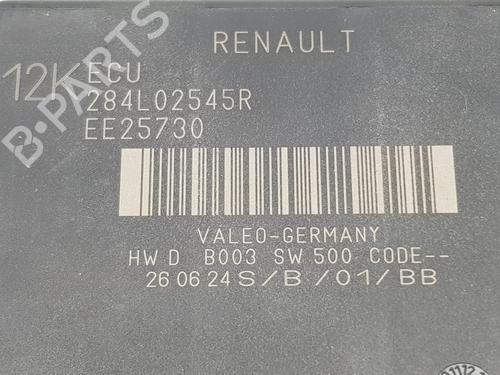 RENAULT
12K ECU
284L02545R
EE25730
B-PARTS
VALEO-GERMANY
HW D B003 SW 500 CODE--
26 06 24 S/B/01/BB